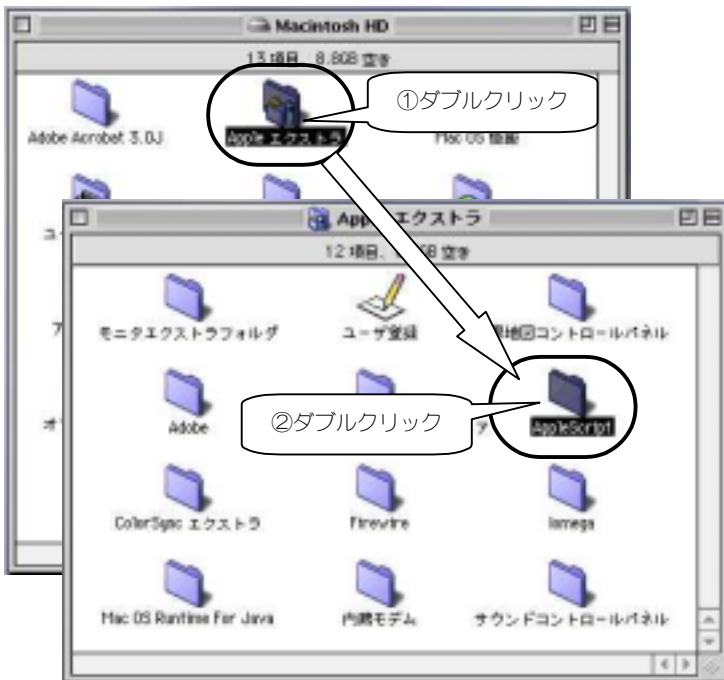 Macintosh HD
13 項目、8.8GB 空き
①ダブルクリック
Adobe Acrobat 3.0J
Apple エクストラ
Mac OS 情報
Apple エクストラ
12 項目、
空き
モニタエクストラフォルダ
ユーザ登録
地図コントロールパネル
Adobe
②ダブルクリック
AppleScript
ColorSync エクストラ
Firewire
Iomega
Mac OS Runtime For Java
内蔵モデム
サウンドコントロールパネル